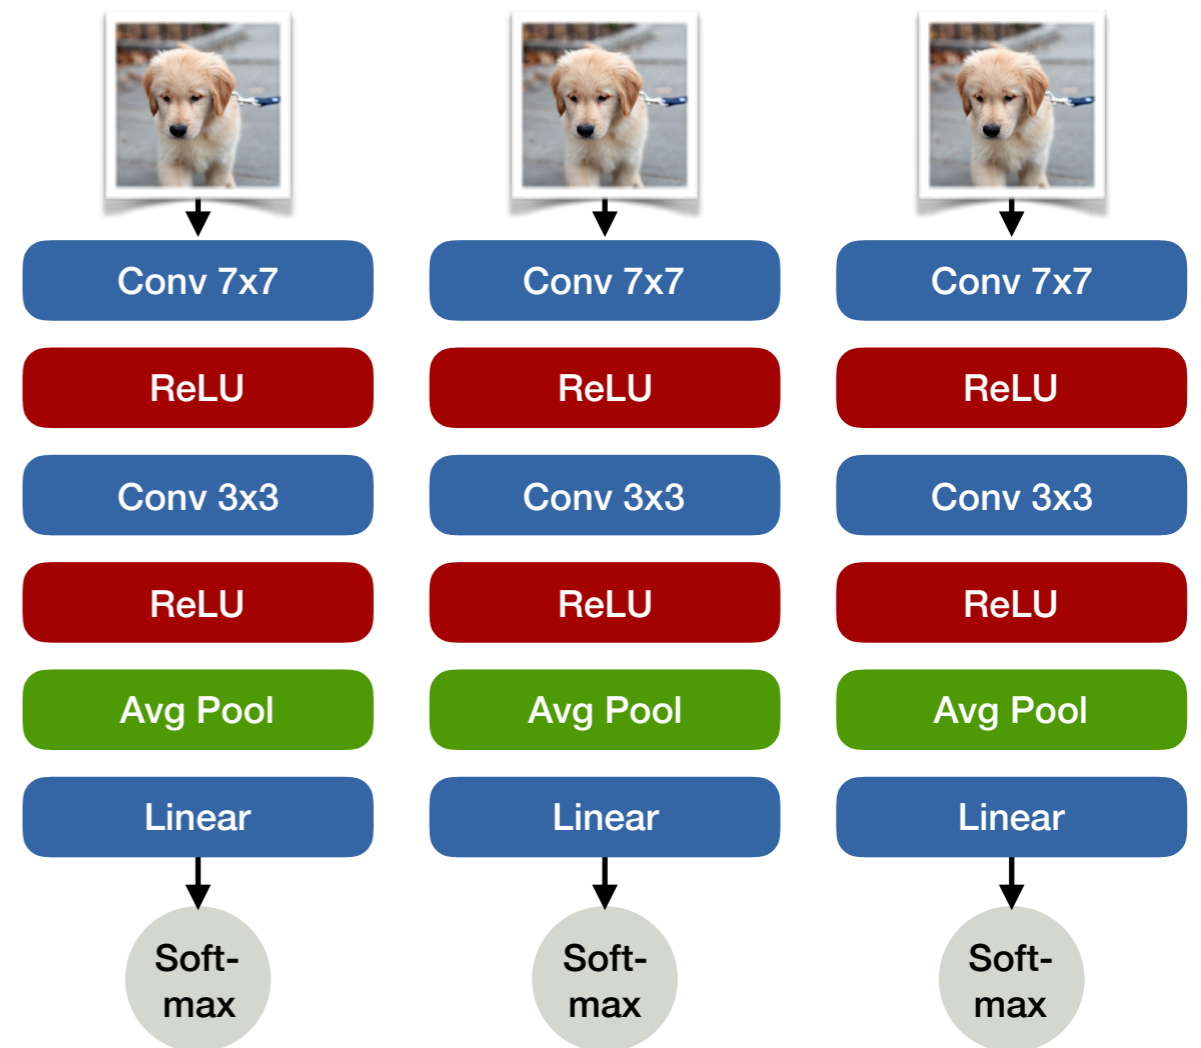 Conv 7x7 Conv 7x7 Conv 7x7
ReLU ReLU ReLU
Conv 3x3 Conv 3x3 Conv 3x3
ReLU ReLU ReLU
Avg Pool Avg Pool Avg Pool
Linear Linear Linear
Soft- Soft- Soft-
max max max